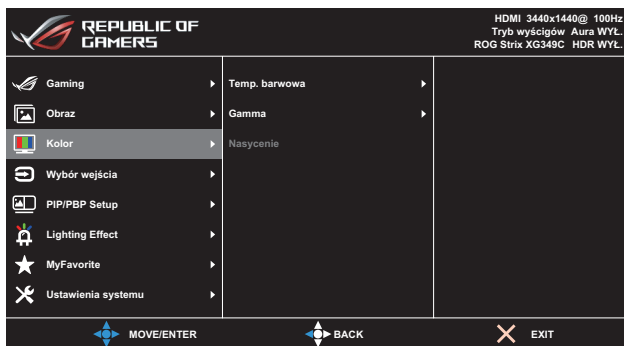 REPUBLIC OF
GAMERS
HDMI 3440x1440@ 100Hz
Tryb wyścigów Aura WYŁ.
ROG Strix XG349C HDR WYŁ.
Gaming
Temp. barwowa
Obraz
Gamma
Kolor
Nasycenie
Wybór wejścia
PIP/PBP Setup
Lighting Effect
MyFavorite
Ustawienia systemu
MOVE/ENTER
BACK
EXIT